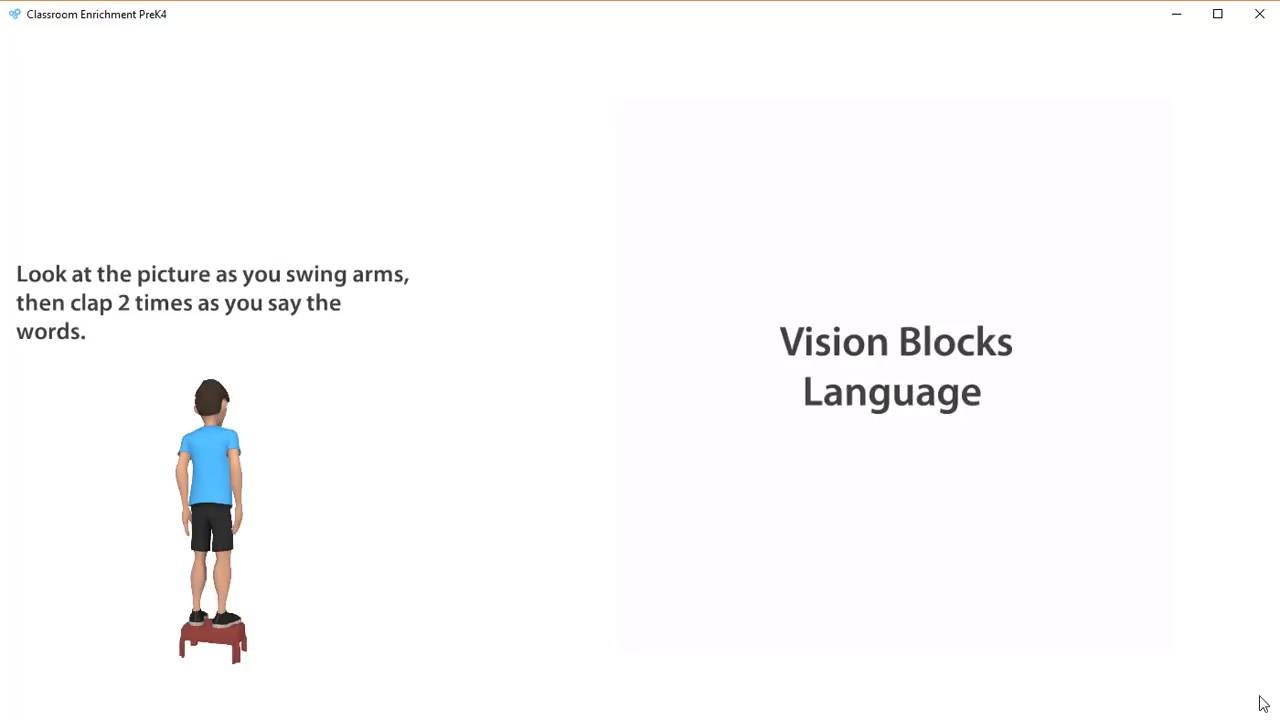 Classroom Enrichment PreK4
Look at the picture as you swing arms,
then clap 2 times as you say the
words.
Vision Blocks
Language